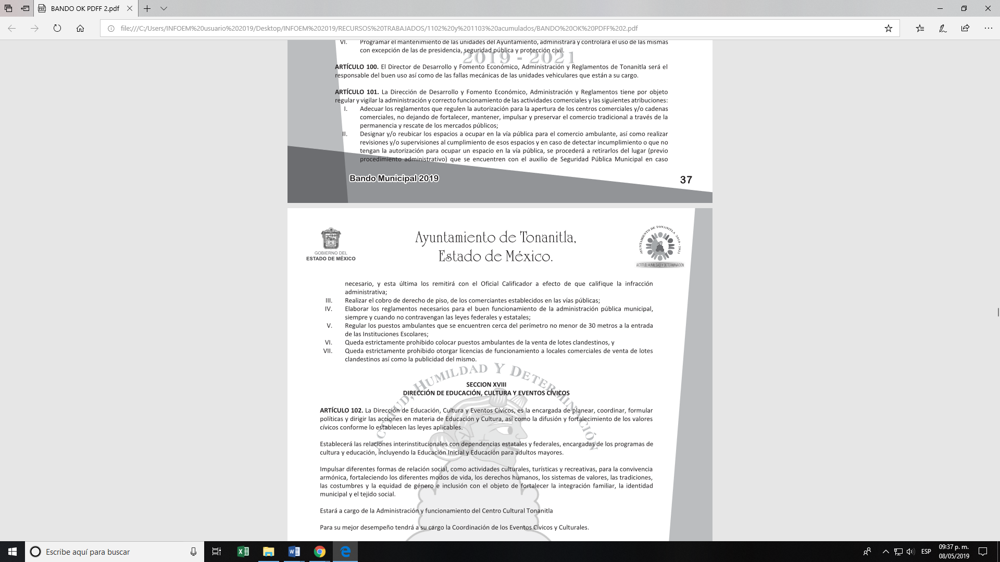 BANDO OK PDFF 2.pdf
file:///C:/Users/INFOEM%20usuario%202019/Desktop/INFOEM%202019/RECURSOS%20TRABAJADOS/1102%20y%201103%20acumulados/BANDO%20OK%20PDFF%202.pdf
VI. Programar el mantenimiento de las unidades del Ayuntamiento, administrará y controlará el uso de las mismas
con excepción de las de presidencia, seguridad pública y protección civil.
2019 - 2021
ARTÍCULO 100. El Director de Desarrollo y Fomento Económico, Administración y Reglamentos de Tonanitla será el
responsable del buen uso así como de las fallas mecánicas de las unidades vehiculares que están a su cargo.
ARTÍCULO 101. La Dirección de Desarrollo y Fomento Económico, Administración y Reglamentos tiene por objeto
regular y vigilar la administración y correcto funcionamiento de las actividades comerciales y las siguientes atribuciones:
I. Adecuar los reglamentos que regulen la autorización para la apertura de los centros comerciales y/o cadenas
comerciales, no dejando de fortalecer, mantener, impulsar y preservar el comercio tradicional a través de la
permanencia y rescate de los mercados públicos;
II. Designar y/o reubicar los espacios a ocupar en la vía pública para el comercio ambulante, así como realizar
revisiones y/o supervisiones al cumplimiento de esos espacios y en caso de detectar incumplimiento o que no
tengan la autorización para ocupar un espacio en la vía pública, se procederá a retirarlos del lugar (previo
procedimiento administrativo) que se encuentren con el auxilio de Seguridad Pública Municipal en caso
Bando Municipal 2019
37
GOBIERNO DEL
ESTADO DE MÉXICO
Ayuntamiento de Tonanitla,
Estado de México.
AYUNTAMIENTO DE TONANITLA 2019 - 2021
ACTITUD, HUMILDAD Y DETERMINACIÓN
necesario, y esta última los remitirá con el Oficial Calificador a efecto de que califique la infracción
administrativa;
III. Realizar el cobro de derecho de piso, de los comerciantes establecidos en las vías públicas;
IV. Elaborar los reglamentos necesarios para el buen funcionamiento de la administración pública municipal,
siempre y cuando no contravengan las leyes federales y estatales;
V. Regular los puestos ambulantes que se encuentren cerca del perímetro no menor de 30 metros a la entrada
de las Instituciones Escolares;
VI. Queda estrictamente prohibido colocar puestos ambulantes de la venta de lotes clandestinos, y
VII. Queda estrictamente prohibido otorgar licencias de funcionamiento a locales comerciales de venta de lotes
clandestinos así como la publicidad del mismo.
ACTITUD, HUMILDAD Y DETERMINACIÓN
SECCION XVIII
DIRECCIÓN DE EDUCACIÓN, CULTURA Y EVENTOS CÍVICOS
ARTÍCULO 102. La Dirección de Educación, Cultura y Eventos Cívicos, es la encargada de planear, coordinar, formular
políticas y dirigir las acciones en materia de Educación y Cultura, así como la difusión y fortalecimiento de los valores
cívicos conforme lo establecen las leyes aplicables.
Establecerá las relaciones interinstitucionales con dependencias estatales y federales, encargadas de los programas de
cultura y educación, incluyendo la Educación Inicial y Educación para adultos mayores.
Impulsar diferentes formas de relación social, como actividades culturales, turísticas y recreativas, para la convivencia
armónica, fortaleciendo los diferentes modos de vida, los derechos humanos, los sistemas de valores, las tradiciones,
las costumbres y la equidad de género e inclusión con el objeto de fortalecer la integración familiar, la identidad
municipal y el tejido social.
Estará a cargo de la Administración y funcionamiento del Centro Cultural Tonanitla
Para su mejor desempeño tendrá a su cargo la Coordinación de los Eventos Cívicos y Culturales.
Escribe aquí para buscar
ESP
09:37 p. m.
08/05/2019